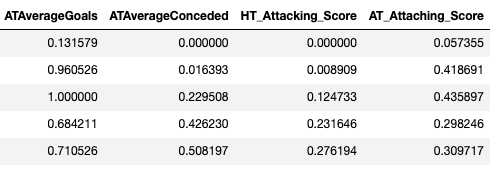 ATAverageGoals ATAverageConceded HT_Attacking_Score AT_Attaching_Score
0.131579 0.000000 0.000000 0.057355
0.960526 0.016393 0.008909 0.418691
1.000000 0.229508 0.124733 0.435897
0.684211 0.426230 0.231646 0.298246
0.710526 0.508197 0.276194 0.309717